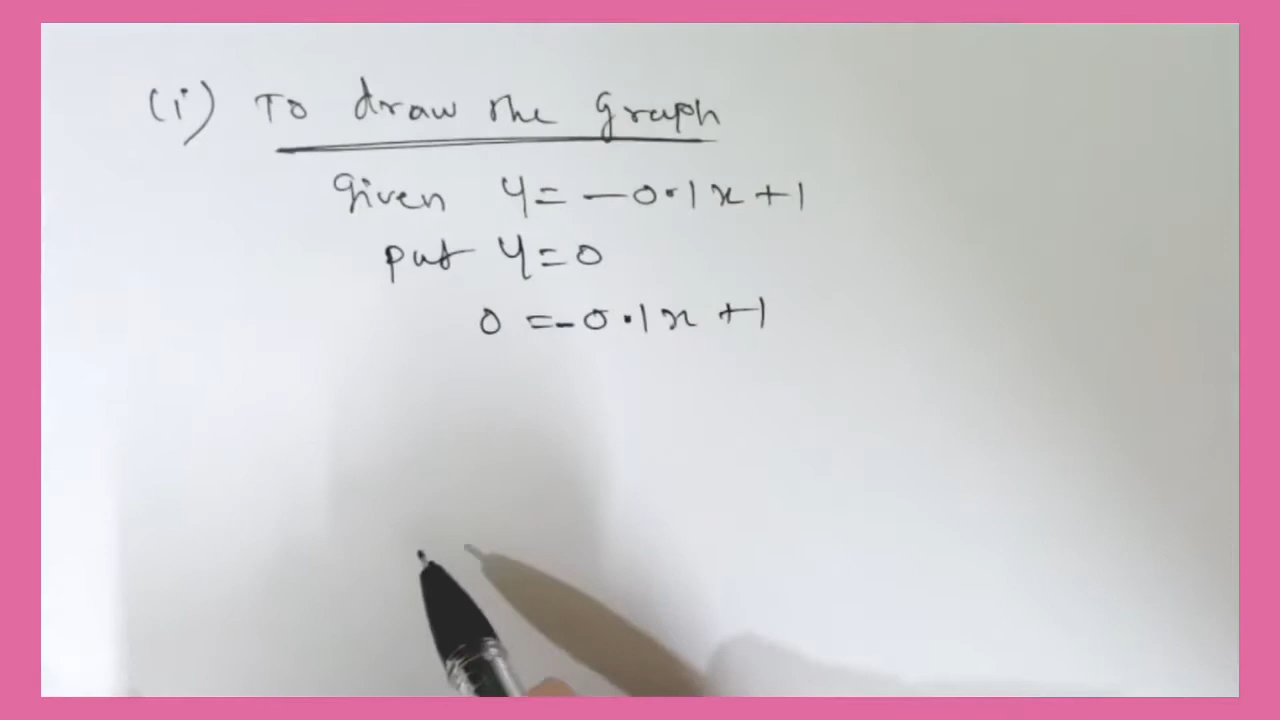 (i) To draw the graph
Given y = -0.1x + 1
put y = 0
0 = -0.1x + 1